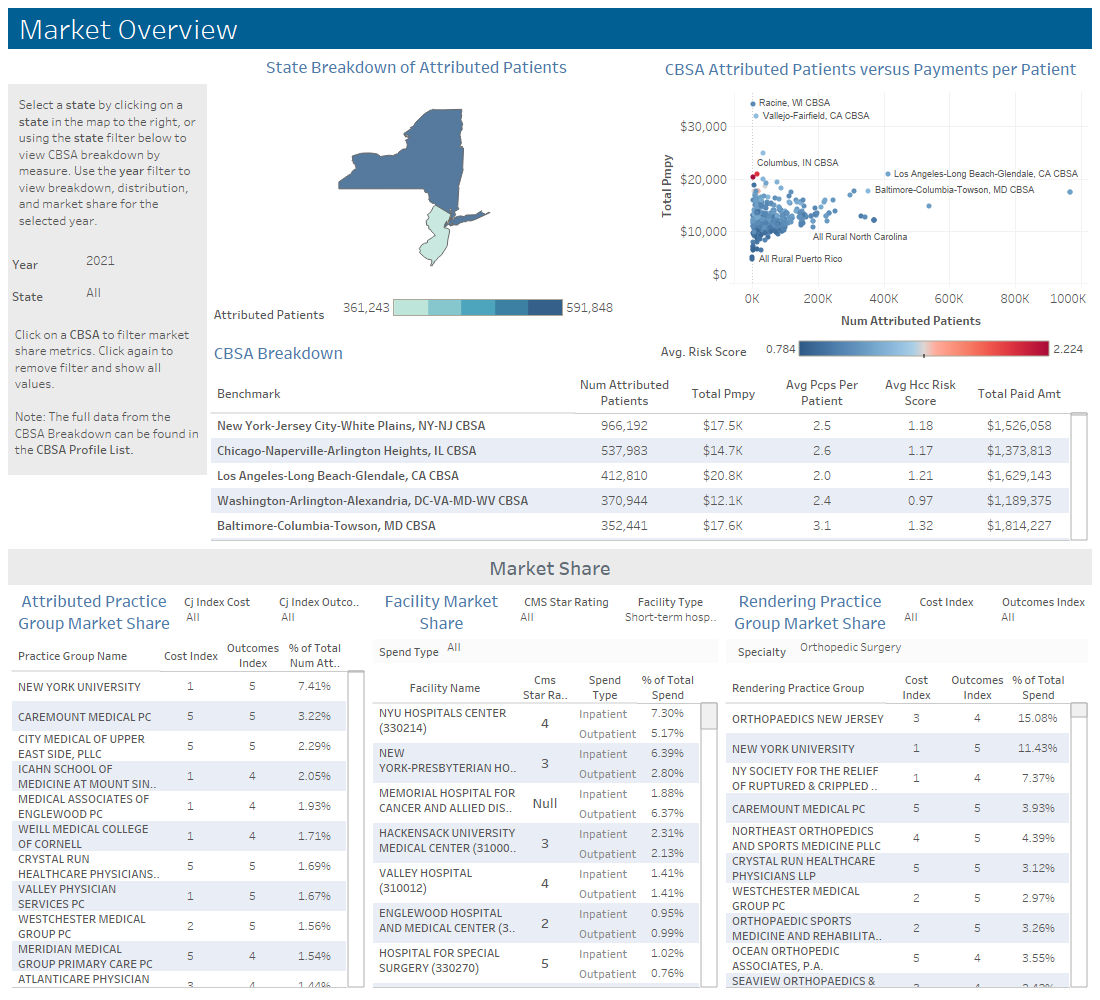 Market Overview
State Breakdown of Attributed Patients
CBSA Attributed Patients versus Payments per Patient
Select a state by clicking on a
state in the map to the right, or
using the state filter below to
view CBSA breakdown by
measure. Use the year filter to
view breakdown, distribution,
and market share for the
selected year.
Year 2021
State All
Click on a CBSA to filter market
share metrics. Click again to
remove filter and show all
values.
Note: The full data from the
CBSA Breakdown can be found in
the CBSA Profile List.
Attributed Patients 361,243 591,848
Total Pmpy
$30,000
$20,000
$10,000
$0
Racine, WI CBSA
Vallejo-Fairfield, CA CBSA
Columbus, IN CBSA
Los Angeles-Long Beach-Glendale, CA CBSA
Baltimore-Columbia-Towson, MD CBSA
All Rural North Carolina
All Rural Puerto Rico
0K 200K 400K 600K 800K 1000K
Num Attributed Patients
CBSA Breakdown
Avg. Risk Score 0.784 2.224
Benchmark Num Attributed Patients Total Pmpy Avg Pcps Per Patient Avg Hcc Risk Score Total Paid Amt
New York-Jersey City-White Plains, NY-NJ CBSA 966,192 $17.5K 2.5 1.18 $1,526,058
Chicago-Naperville-Arlington Heights, IL CBSA 537,983 $14.7K 2.6 1.17 $1,373,813
Los Angeles-Long Beach-Glendale, CA CBSA 412,810 $20.8K 2.0 1.21 $1,629,143
Washington-Arlington-Alexandria, DC-VA-MD-WV CBSA 370,944 $12.1K 2.4 0.97 $1,189,375
Baltimore-Columbia-Towson, MD CBSA 352,441 $17.6K 3.1 1.32 $1,814,227
Market Share
Attributed Practice
Group Market Share
Cj Index Cost
All
Cj Index Outco..
All
Practice Group Name Cost Index Outcomes Index % of Total Num Att..
NEW YORK UNIVERSITY 1 5 7.41%
CAREMOUNT MEDICAL PC 5 5 3.22%
CITY MEDICAL OF UPPER
EAST SIDE, PLLC 5 5 2.29%
ICAHN SCHOOL OF
MEDICINE AT MOUNT SIN.. 1 4 2.05%
MEDICAL ASSOCIATES OF
ENGLEWOOD PC 1 4 1.93%
WEILL MEDICAL COLLEGE
OF CORNELL 1 4 1.71%
CRYSTAL RUN
HEALTHCARE PHYSICIANS.. 5 5 1.69%
VALLEY PHYSICIAN
SERVICES PC 1 5 1.67%
WESTCHESTER MEDICAL
GROUP PC 2 5 1.56%
MERIDIAN MEDICAL
GROUP PRIMARY CARE PC 5 4 1.54%
ATLANTICARE PHYSICIAN 3 4 1.44%
Facility Market
Share
CMS Star Rating
All
Facility Type
Short-term hosp..
Spend Type All
Facility Name Cms Star Ra.. Spend Type % of Total Spend
NYU HOSPITALS CENTER
(330214) 4 Inpatient 7.30%
Outpatient 5.17%
NEW
YORK-PRESBYTERIAN HO.. 3 Inpatient 6.39%
Outpatient 2.80%
MEMORIAL HOSPITAL FOR
CANCER AND ALLIED DIS.. Null Inpatient 1.88%
Outpatient 6.37%
HACKENSACK UNIVERSITY
MEDICAL CENTER (31000.. 3 Inpatient 2.31%
Outpatient 2.13%
VALLEY HOSPITAL
(310012) 4 Inpatient 1.41%
Outpatient 1.41%
ENGLEWOOD HOSPITAL
AND MEDICAL CENTER (3.. 2 Inpatient 0.95%
Outpatient 0.99%
HOSPITAL FOR SPECIAL
SURGERY (330270) 5 Inpatient 1.02%
Outpatient 0.76%
Rendering Practice
Group Market Share
Cost Index
All
Outcomes Index
All
Specialty Orthopedic Surgery
Rendering Practice Group Cost Index Outcomes Index % of Total Spend
ORTHOPAEDICS NEW JERSEY 3 4 15.08%
NEW YORK UNIVERSITY 1 5 11.43%
NY SOCIETY FOR THE RELIEF
OF RUPTURED & CRIPPLED .. 1 4 7.37%
CAREMOUNT MEDICAL PC 5 5 3.93%
NORTHEAST ORTHOPEDICS
AND SPORTS MEDICINE PLLC 4 5 4.39%
CRYSTAL RUN HEALTHCARE
PHYSICIANS LLP 5 5 3.12%
WESTCHESTER MEDICAL
GROUP PC 2 5 2.97%
ORTHOPAEDIC SPORTS
MEDICINE AND REHABILITA.. 2 5 3.26%
OCEAN ORTHOPEDIC
ASSOCIATES, P.A. 5 4 3.55%
SEAVIEW ORTHOPAEDICS &